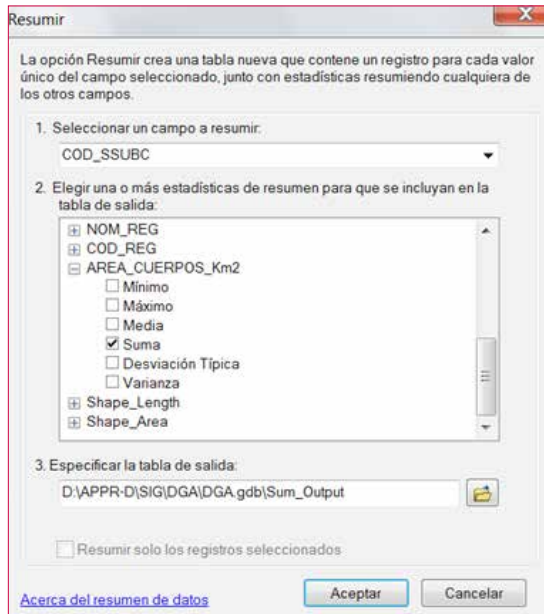 Resumir
La opción Resumir crea una tabla nueva que contene un registro para cada valor
único del campo seleccionado, junto con estadísticas resumiendo cualquiera de
los otros campos.
1. Seleccionar un campo a resumir:
COD_SSUBC
2. Elegir una o más estadísticas de resumen para que se incluyan en la
tabla de salida:
NOM_REG
COD_REG
AREA_CUERPOS_Km2
Mínimo
Máximo
Media
Suma
Desviación Típica
Varianza
Shape_Length
Shape_Area
3. Especificar la tabla de salida:
D:\APPR-D\SIG\DGA\DGA.gdb\Sum_Output
Resumir solo los registros seleccionados
Acerca del resumen de datos
Aceptar
Cancelar